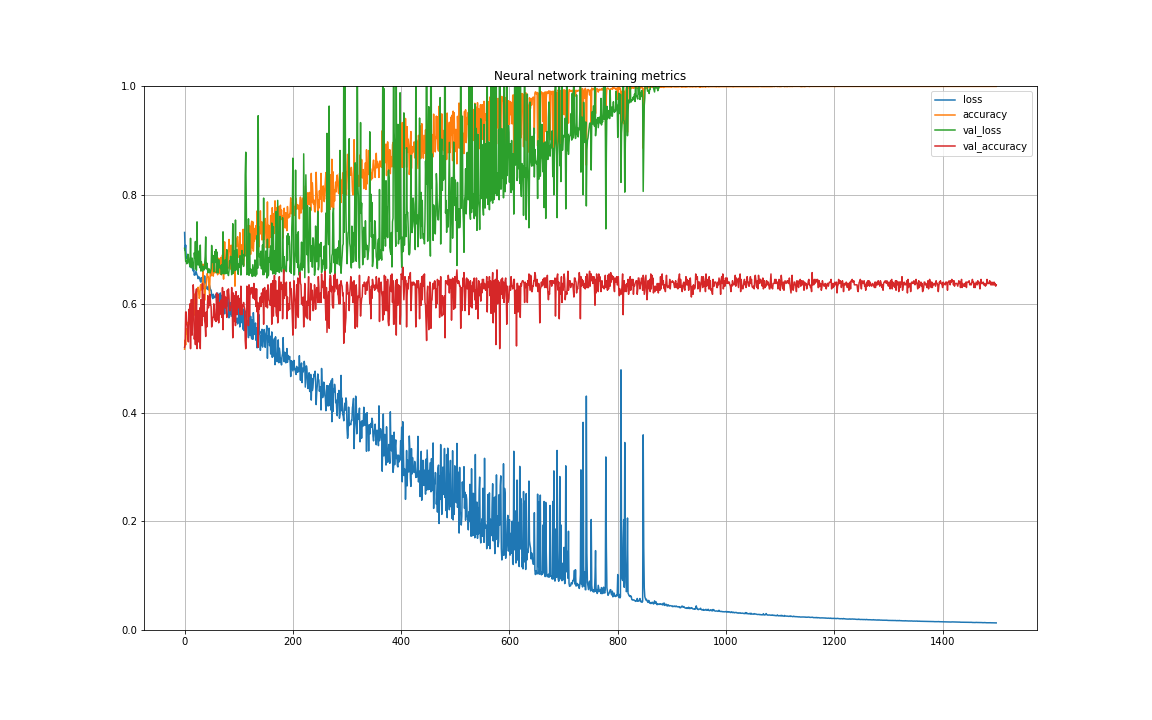 Neural network training metrics
1.0
loss
accuracy
val_loss
val_accuracy
0.8
0.6
0.4
0.2
0.0
0 200 400 600 800 1000 1200 1400